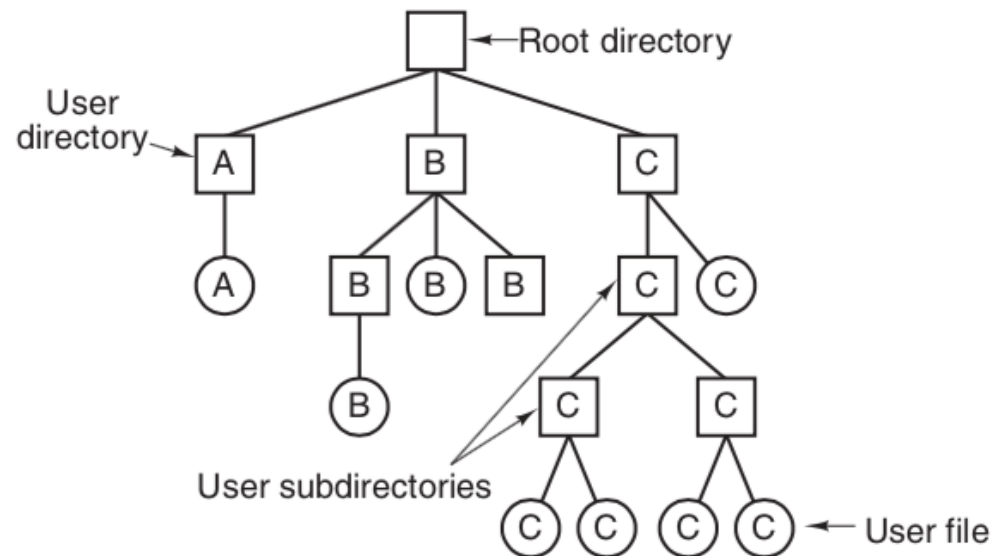 Root directory
User
directory
A
B
C
A
B
B
B
C
C
B
C
C
User subdirectories
C
C
C
C
User file